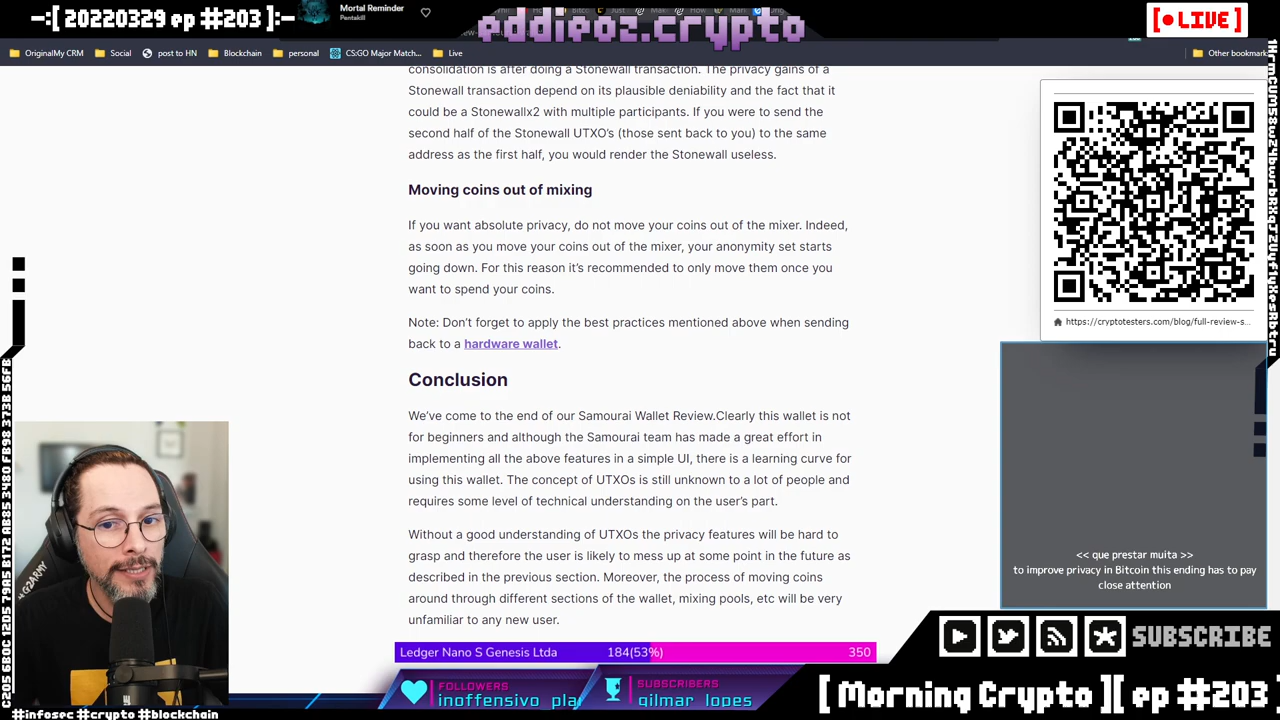 -:[ 20220329 ep #203 ]:-
Mortal Reminder
Pentakill
eddieoz.crypto
[● LIVE]
OriginalMy CRM
Social
post to HN
Blockchain
personal
CS:GO Major Match...
Live
Other bookmark
consolidation is after doing a Stonewall transaction. The privacy gains of a
Stonewall transaction depend on its plausible deniability and the fact that it
could be a Stonewallx2 with multiple participants. If you were to send the
second half of the Stonewall UTXO's (those sent back to you) to the same
address as the first half, you would render the Stonewall useless.
Moving coins out of mixing
If you want absolute privacy, do not move your coins out of the mixer. Indeed,
as soon as you move your coins out of the mixer, your anonymity set starts
going down. For this reason it's recommended to only move them once you
want to spend your coins.
Note: Don't forget to apply the best practices mentioned above when sending
back to a hardware wallet.
Conclusion
We've come to the end of our Samourai Wallet Review.Clearly this wallet is not
for beginners and although the Samourai team has made a great effort in
implementing all the above features in a simple UI, there is a learning curve for
using this wallet. The concept of UTXOs is still unknown to a lot of people and
requires some level of technical understanding on the user's part.
Without a good understanding of UTXOs the privacy features will be hard to
grasp and therefore the user is likely to mess up at some point in the future as
described in the previous section. Moreover, the process of moving coins
around through different sections of the wallet, mixing pools, etc will be very
unfamiliar to any new user.
https://cryptotesters.com/blog/full-review-s...
<< que prestar muita >>
to improve privacy in Bitcoin this ending has to pay
close attention
Ledger Nano S Genesis Ltda 184(53%) 350
FOLLOWERS
inoffensivo_pla
SUBSCRIBERS
gilmar_lopes
SUBSCRIBE
[ Morning Crypto ][ ep #203 ]
#infosec #crypto #blockchain